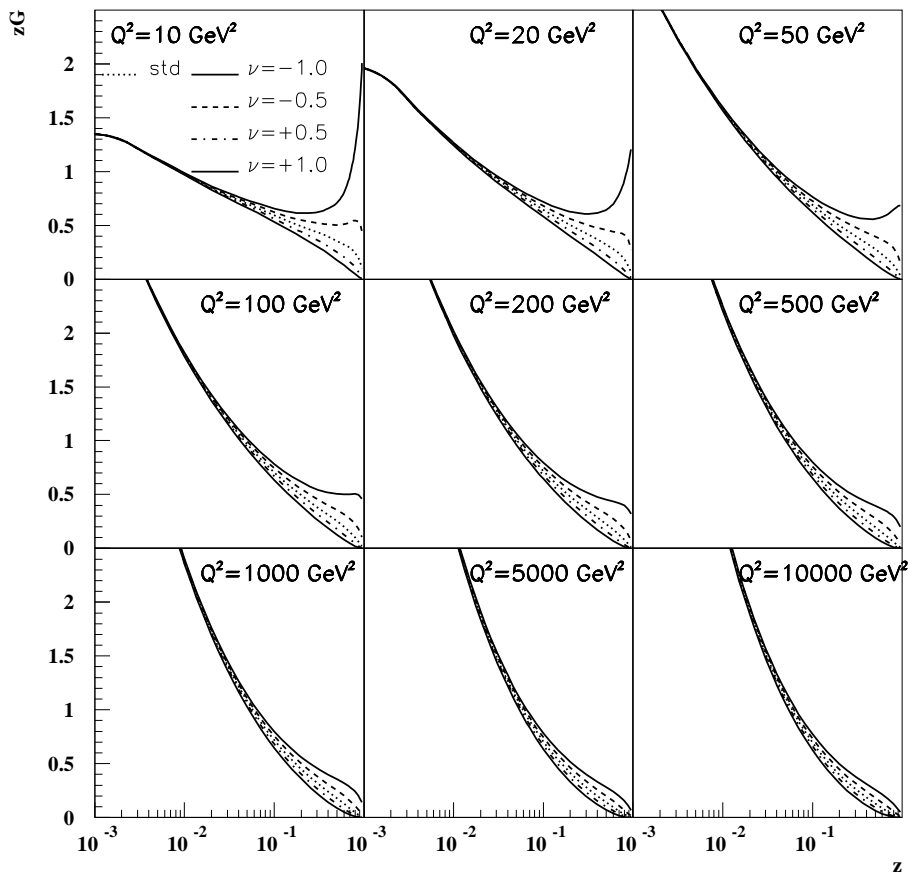 zG
Q²=10 GeV²
Q²=20 GeV²
Q²=50 GeV²
std
ν=−1.0
ν=−0.5
ν=+0.5
ν=+1.0
2
1.5
1
0.5
0
Q²=100 GeV²
Q²=200 GeV²
Q²=500 GeV²
2
1.5
1
0.5
0
Q²=1000 GeV²
Q²=5000 GeV²
Q²=10000 GeV²
2
1.5
1
0.5
0
10⁻³ 10⁻² 10⁻¹ 10⁻³ 10⁻² 10⁻¹ 10⁻³ 10⁻² 10⁻¹
z